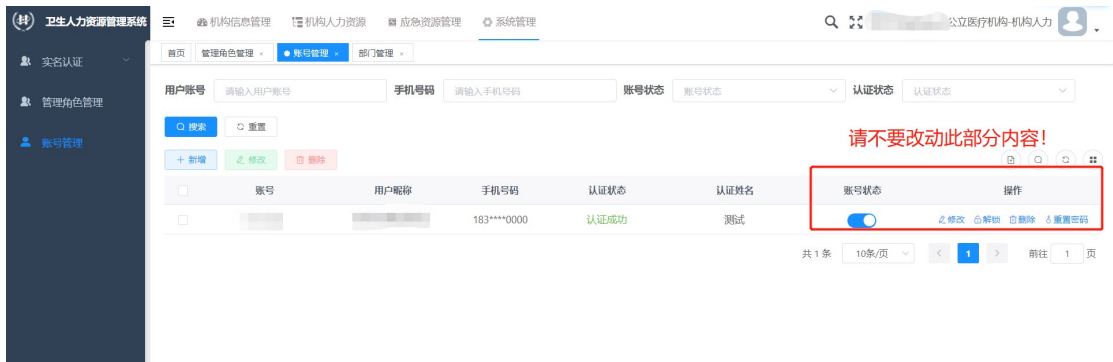 卫生人力资源管理系统
机构信息管理 机构人力资源 应急资源管理 系统管理
公立医疗机构-机构人力
实名认证
管理角色管理
账号管理
首页 管理角色管理 × 账号管理 × 部门管理 ×
用户账号 请输入用户账号 手机号码 请输入手机号码 账号状态 账号状态 认证状态 认证状态
搜索 重置
请不要改动此部分内容！
+ 新增 修改 删除
账号 用户昵称 手机号码 认证状态 认证姓名 账号状态 操作
183****0000 认证成功 测试 修改 解锁 删除 重置密码
共 1 条 10条/页 < 1 > 前往 1 页